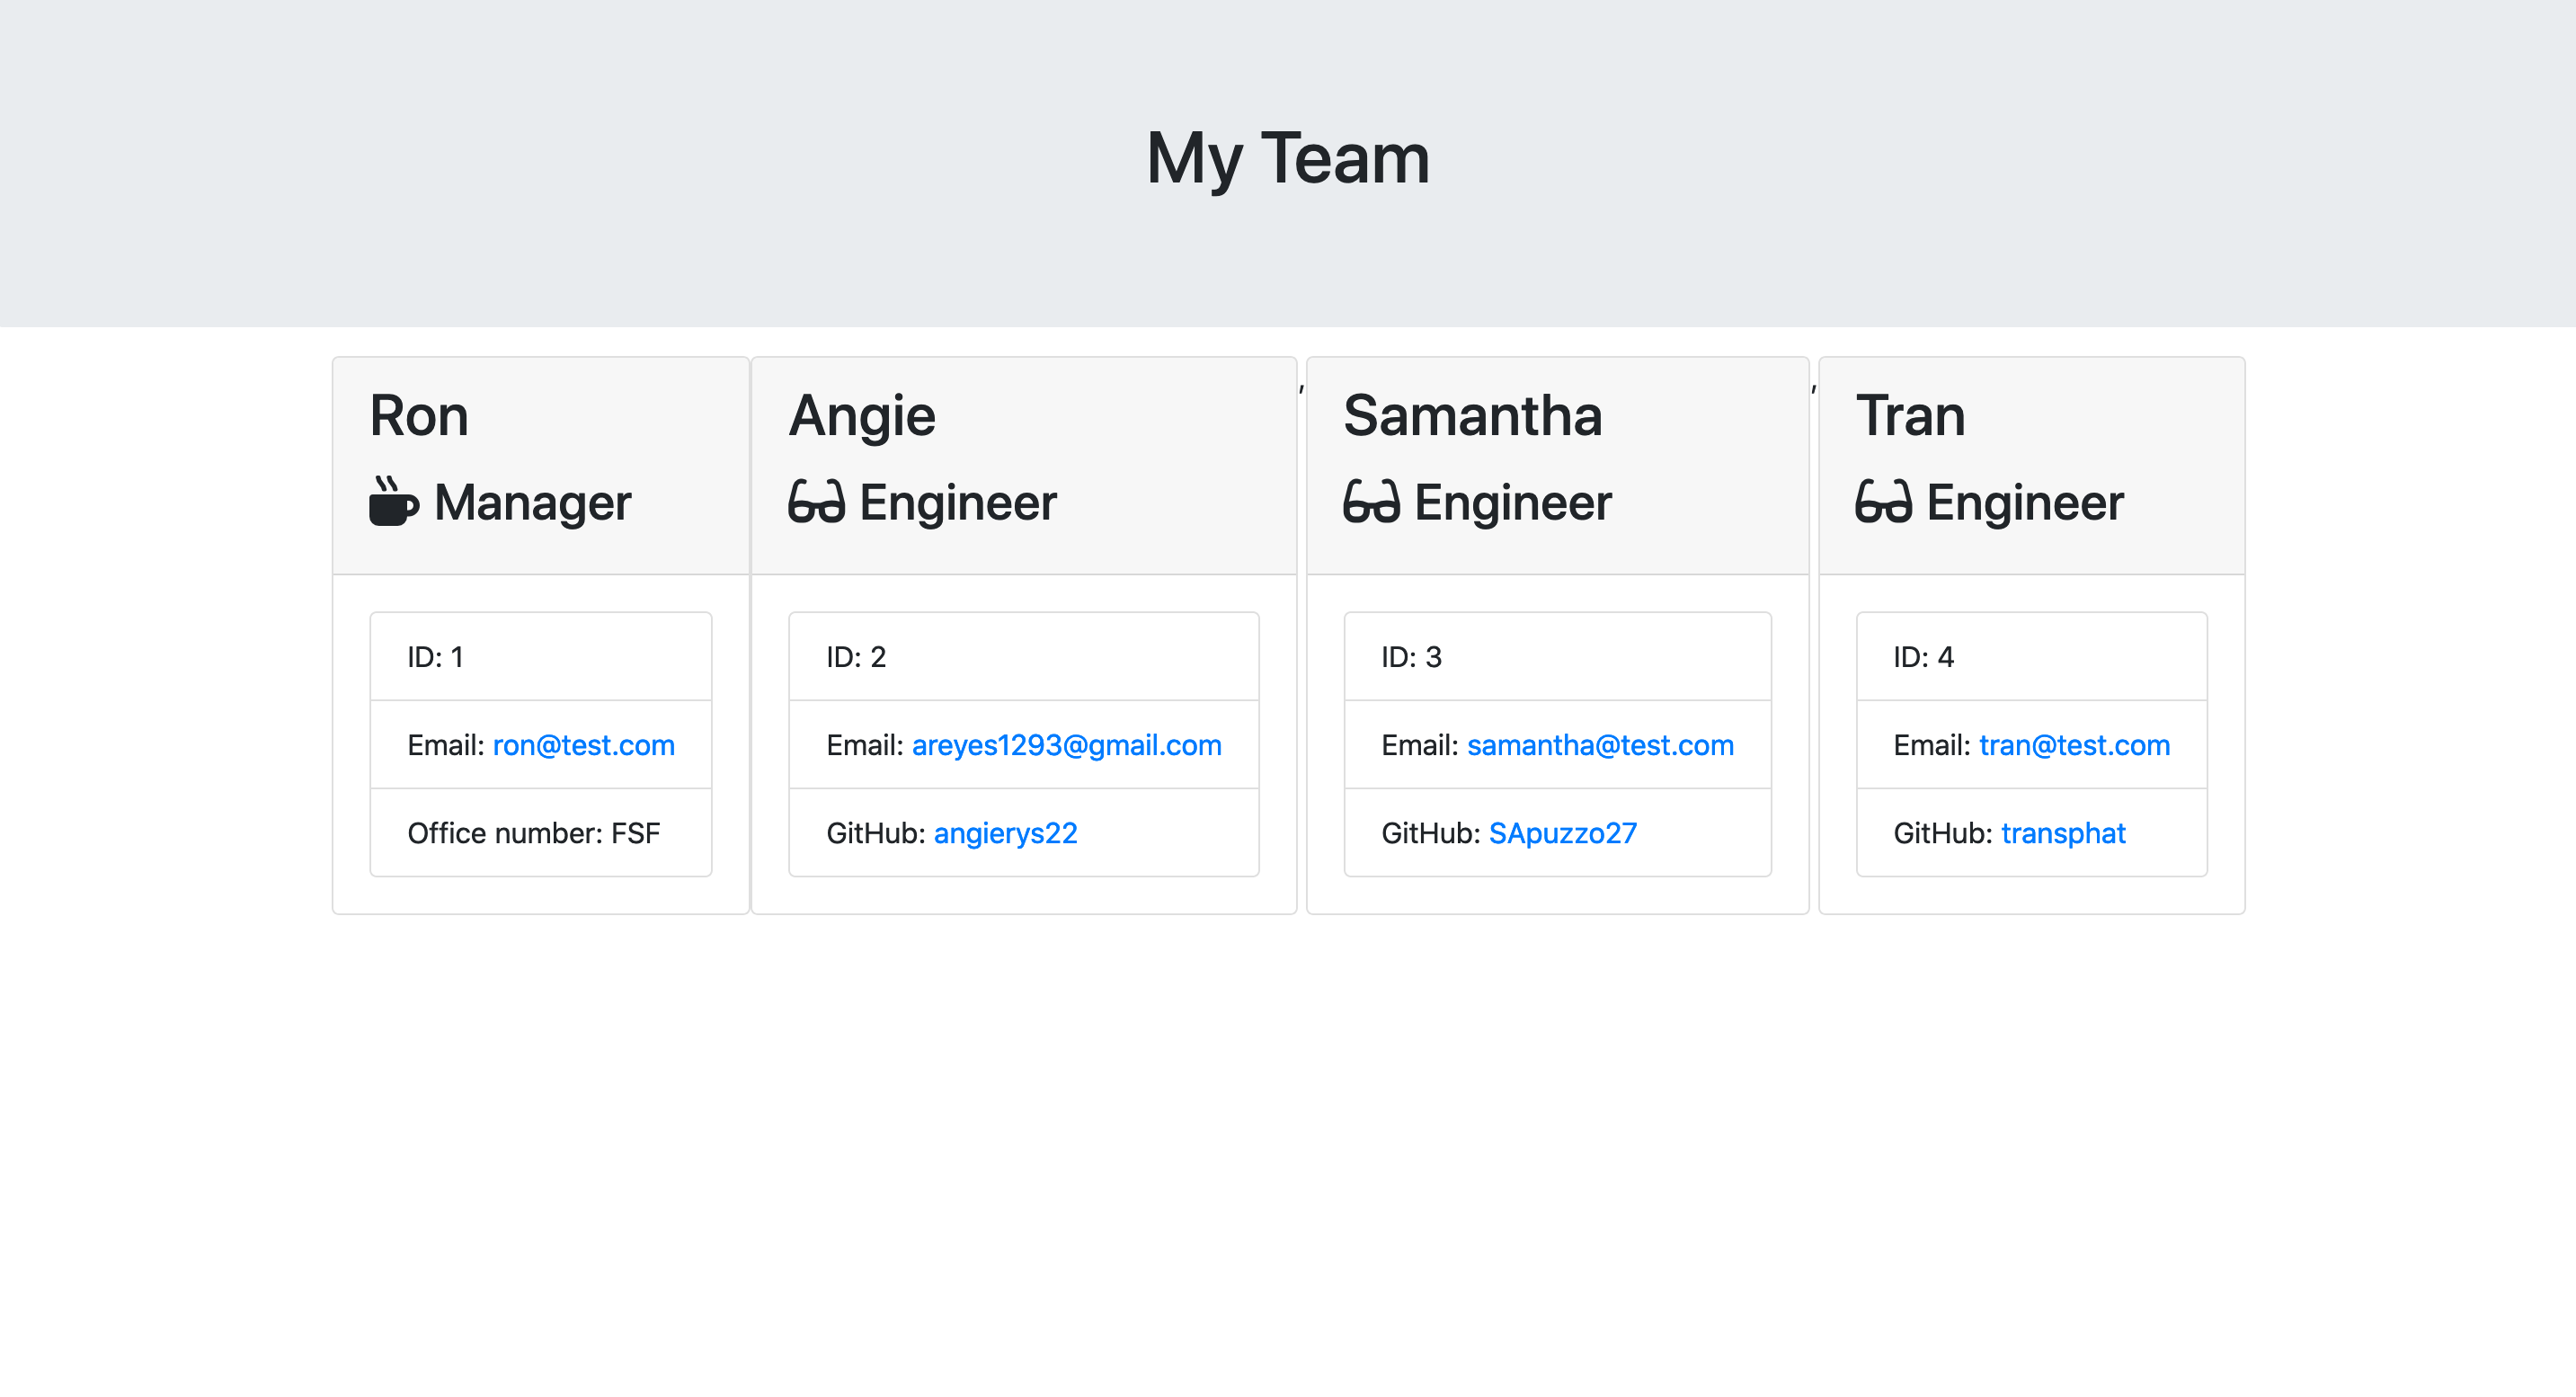 My Team
Ron
Manager
ID: 1
Email: ron@test.com
Office number: FSF
Angie
Engineer
ID: 2
Email: areyes1293@gmail.com
GitHub: angierys22
,
Samantha
Engineer
ID: 3
Email: samantha@test.com
GitHub: SApuzzo27
,
Tran
Engineer
ID: 4
Email: tran@test.com
GitHub: transphat